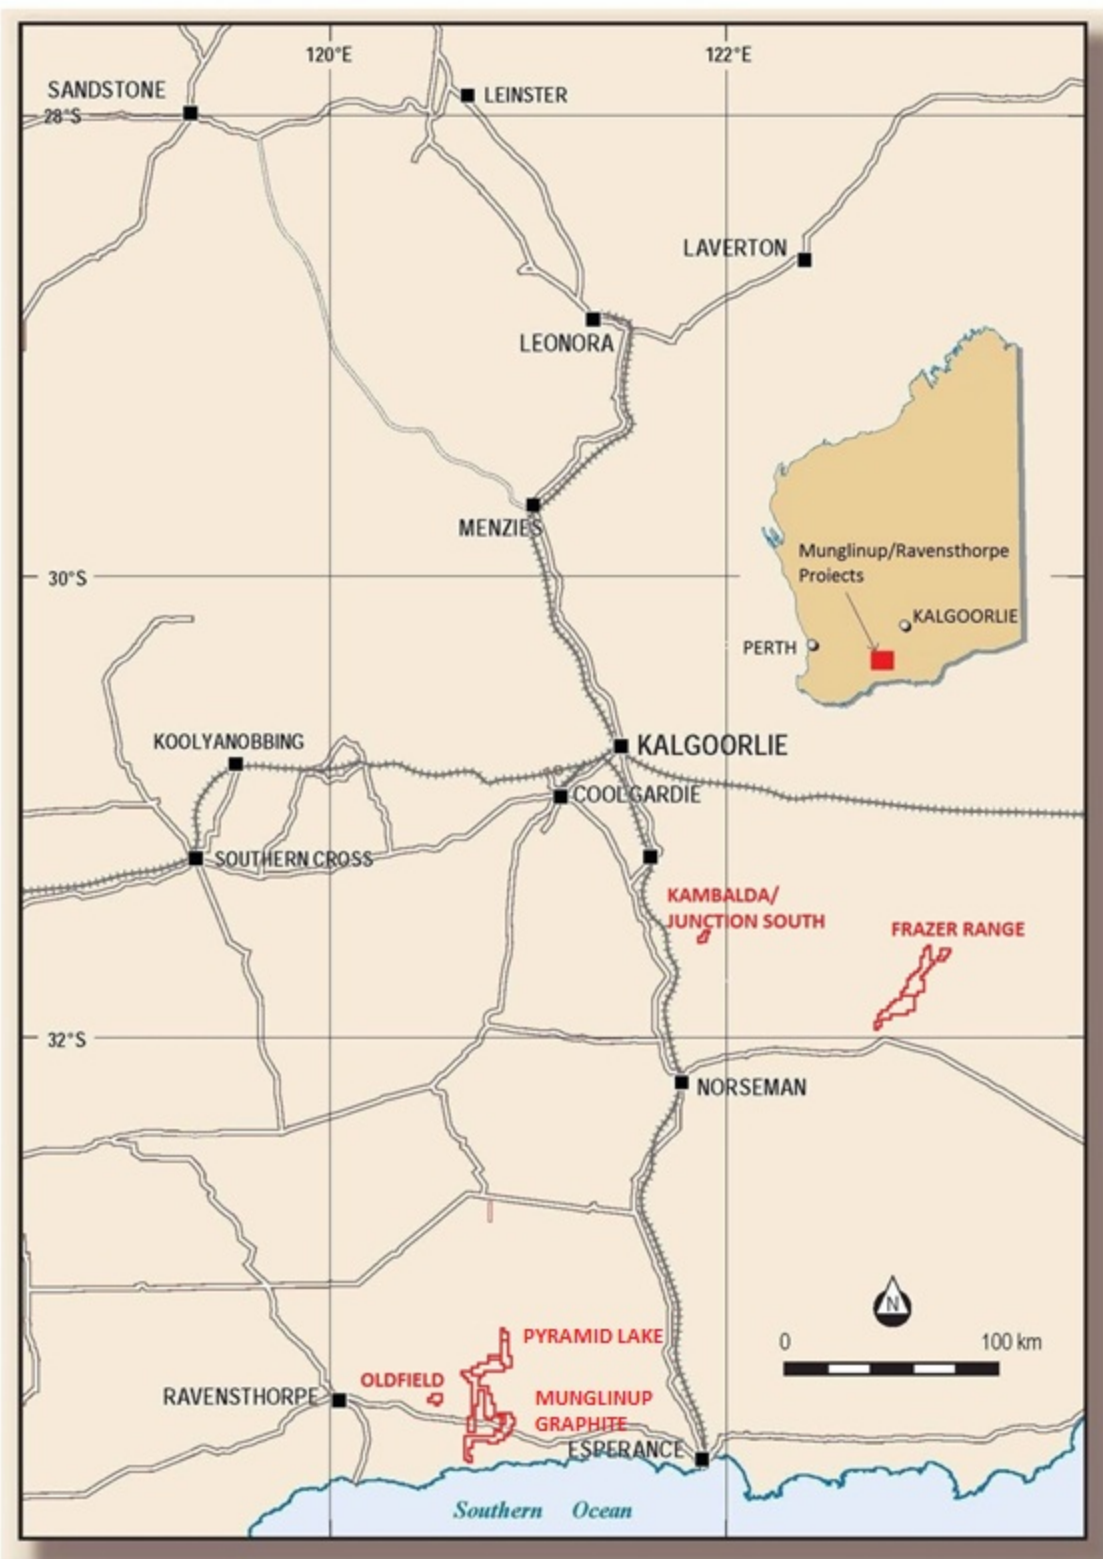 120°E
122°E
SANDSTONE
LEINSTER
28°S
LAVERTON
LEONORA
MENZIES
Munglinup/Ravensthorpe
Proiects
30°S
KALGOORLIE
PERTH
KOOLYANOBBING
KALGOORLIE
COOLGARDIE
SOUTHERN CROSS
KAMBALDA/
JUNCTION SOUTH
FRAZER RANGE
32°S
NORSEMAN
N
0
100 km
PYRAMID LAKE
OLDFIELD
RAVENSTHORPE
MUNGLINUP
GRAPHITE
ESPERANCE
Southern Ocean